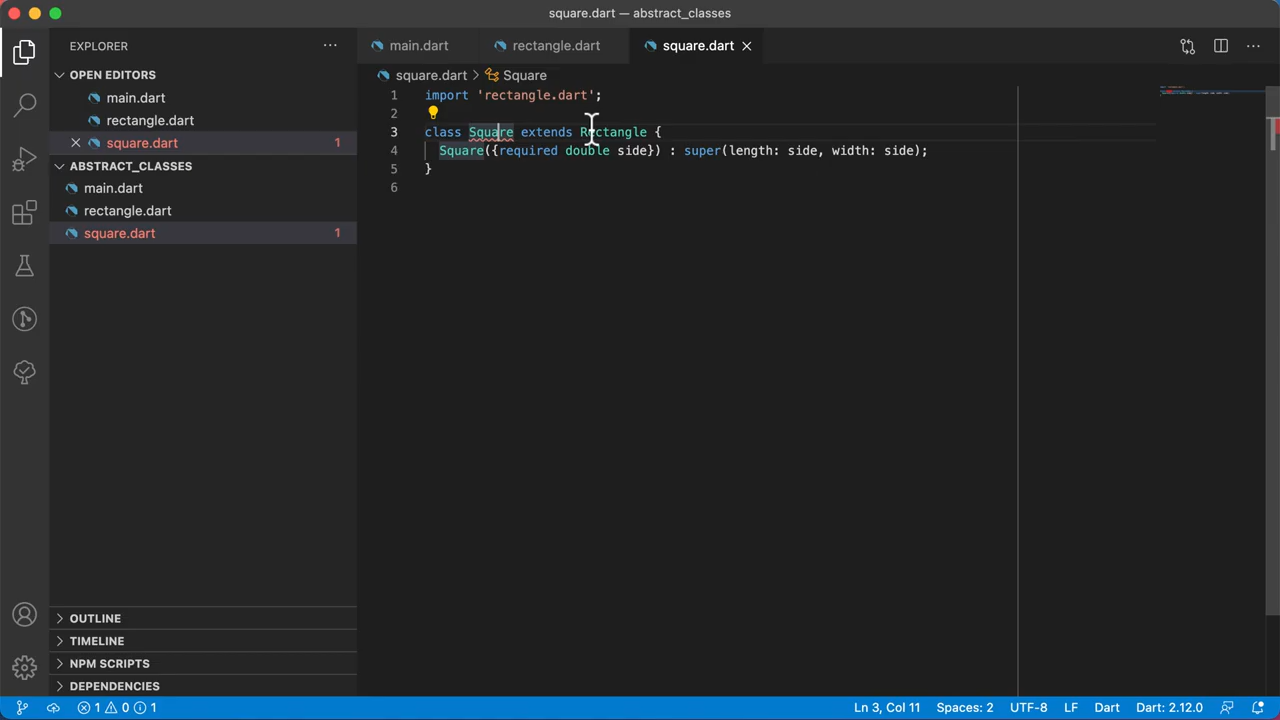 square.dart — abstract_classes
EXPLORER
main.dart
rectangle.dart
square.dart
OPEN EDITORS
main.dart
rectangle.dart
square.dart 1
ABSTRACT_CLASSES
main.dart
rectangle.dart
square.dart 1
square.dart > Square
1 import 'rectangle.dart';
2
3 class Square extends Rectangle {
4 Square({required double side}) : super(length: side, width: side);
5 }
6
OUTLINE
TIMELINE
NPM SCRIPTS
DEPENDENCIES
1 0 1
Ln 3, Col 11 Spaces: 2 UTF-8 LF Dart Dart: 2.12.0